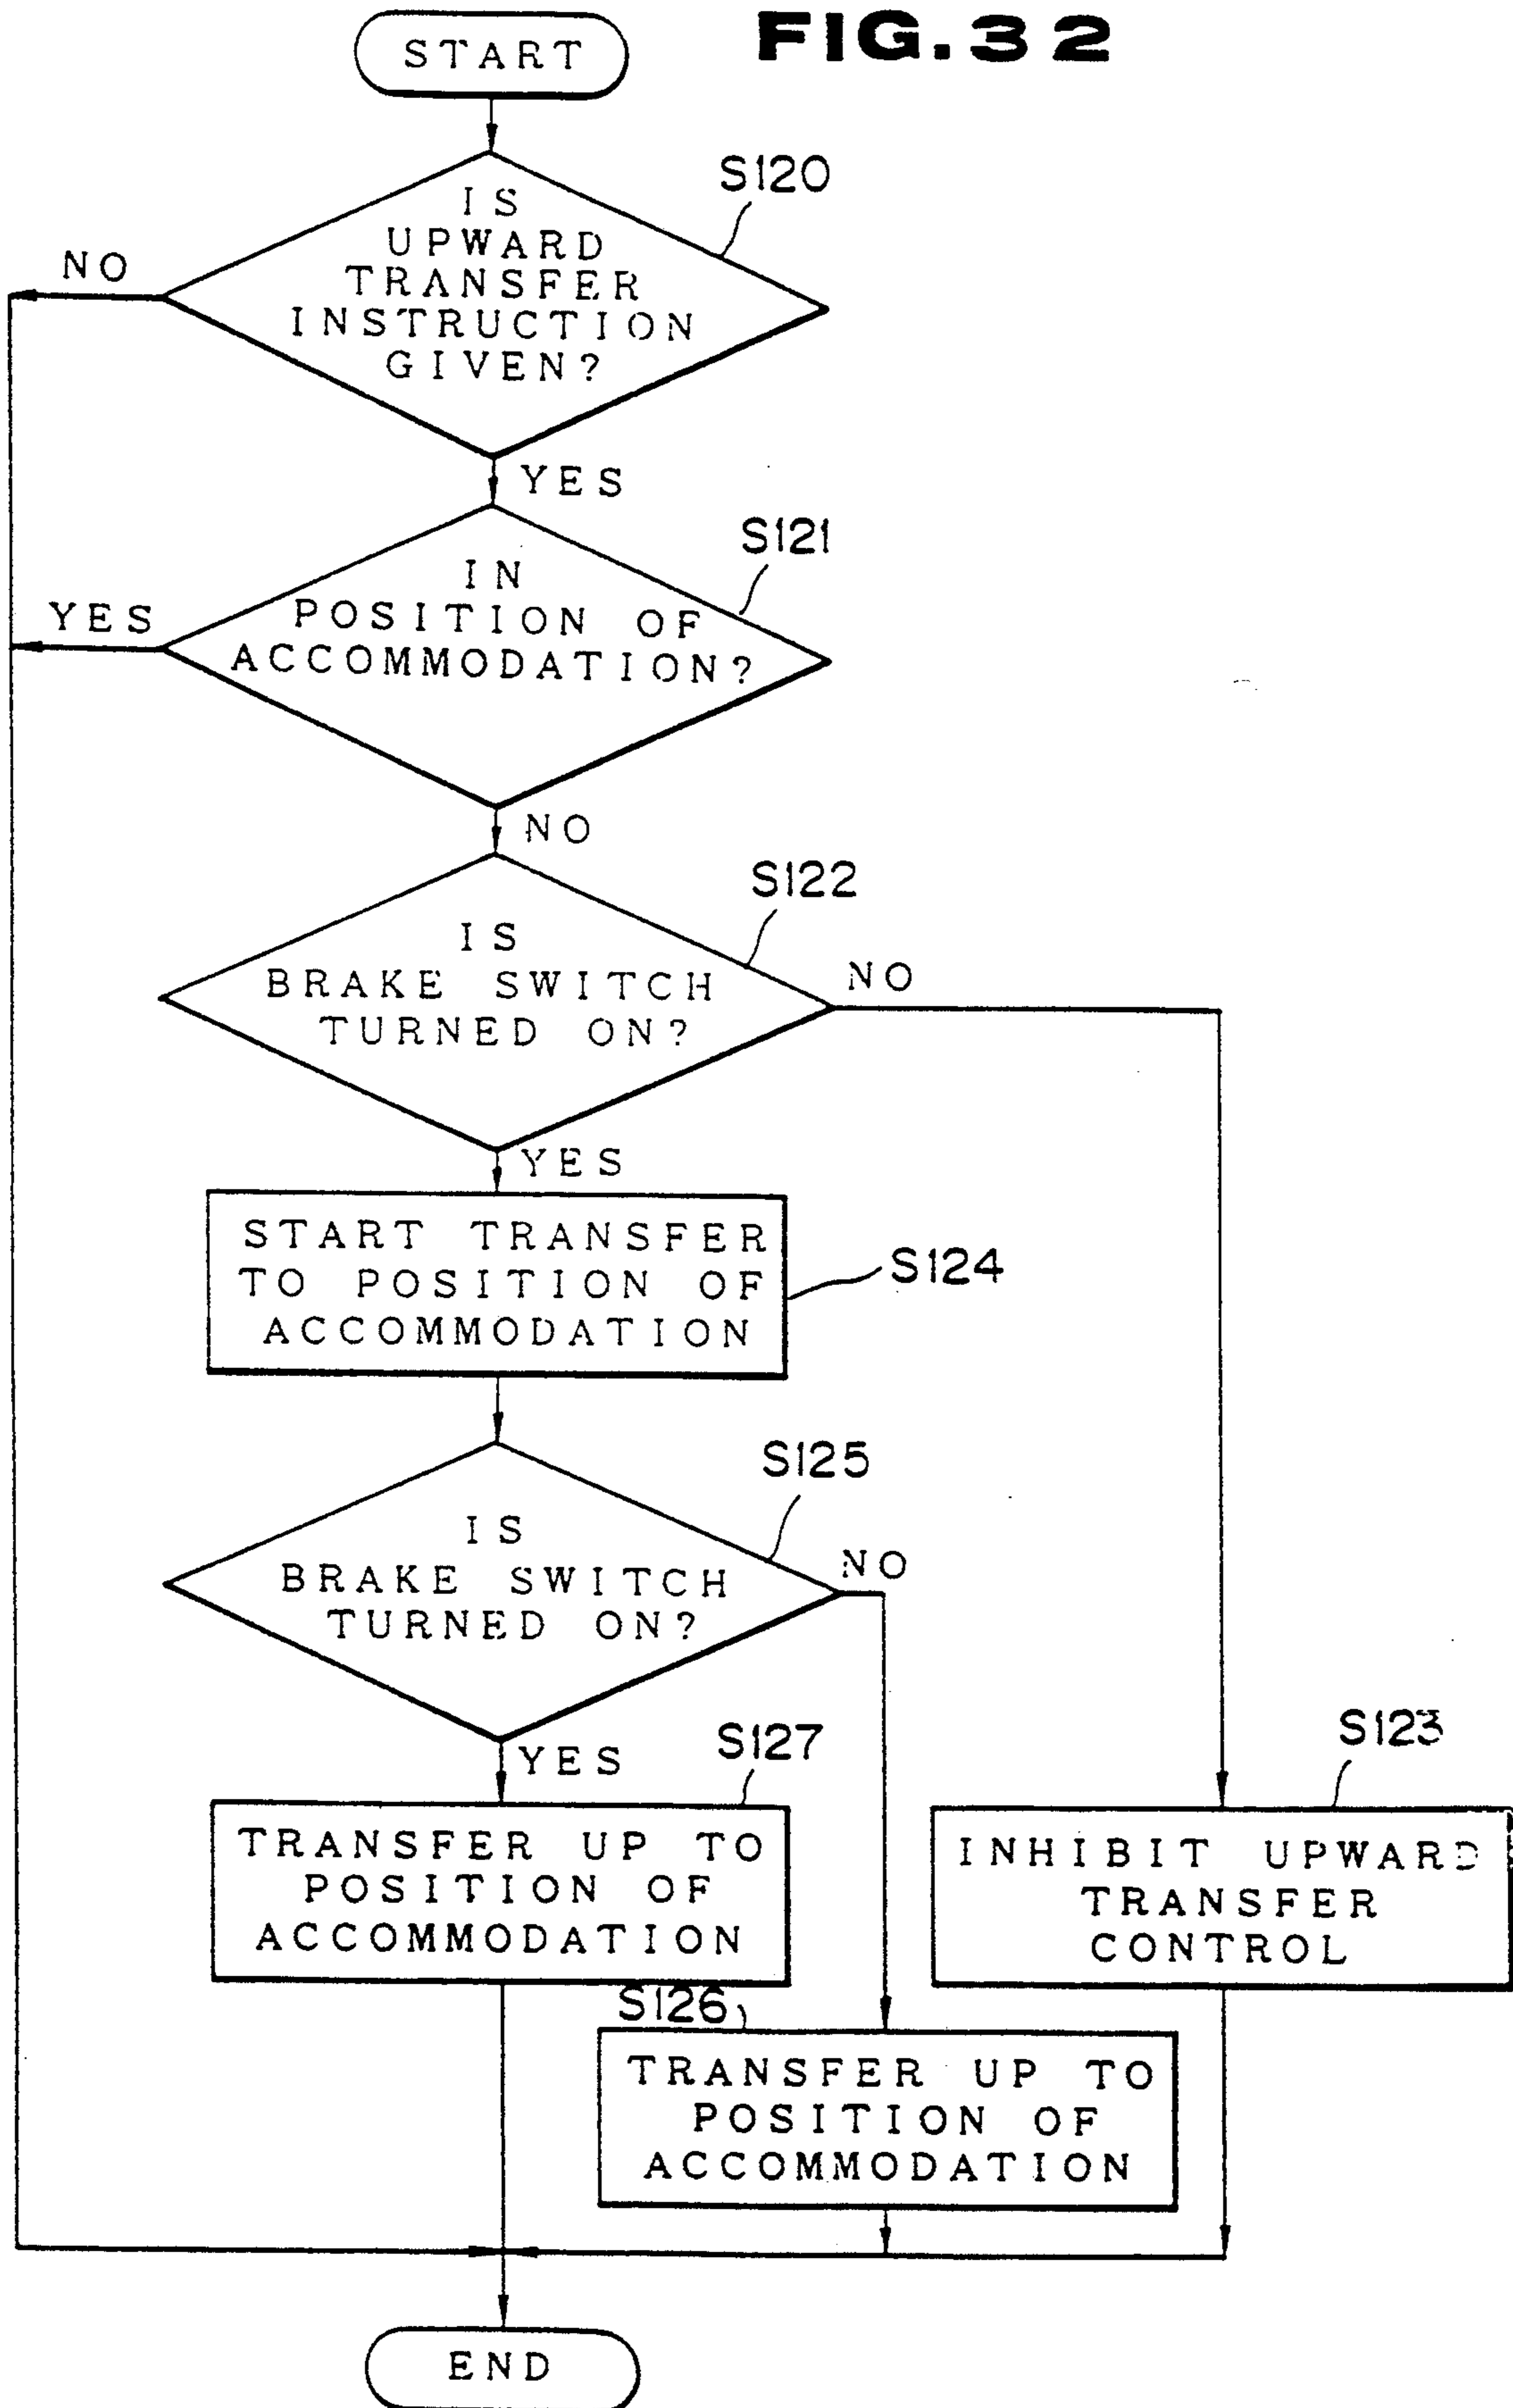 FIG.32
START
S120
IS
UPWARD
TRANSFER
INSTRUCTION
GIVEN?
NO
YES
S121
IN
POSITION OF
ACCOMMODATION?
YES
NO
S122
IS
BRAKE SWITCH
TURNED ON?
NO
YES
START TRANSFER
TO POSITION OF
ACCOMMODATION
S124
S125
IS
BRAKE SWITCH
TURNED ON?
NO
YES
S127
TRANSFER UP TO
POSITION OF
ACCOMMODATION
S123
INHIBIT UPWARD
TRANSFER
CONTROL
S126
TRANSFER UP TO
POSITION OF
ACCOMMODATION
END